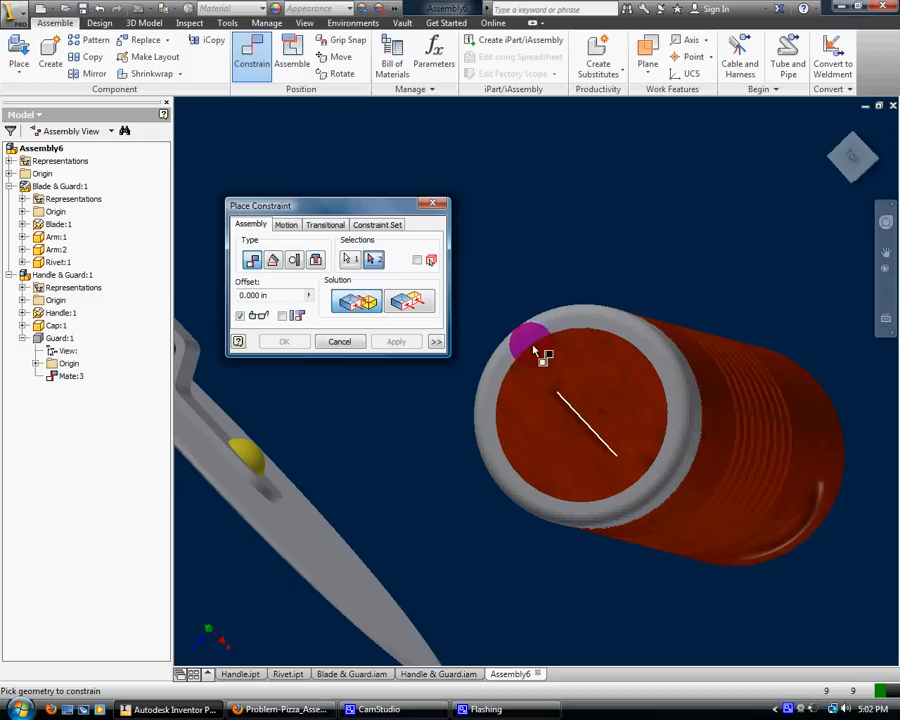 PRO
Material
Appearance
Assembly6
Type a keyword or phrase
Sign In
Assemble Design 3D Model Inspect Tools Manage View Environments Vault Get Started Online
Place
Create
Pattern
Copy
Mirror
Replace
Make Layout
Shrinkwrap
iCopy
Constrain
Assemble
Grip Snap
Move
Rotate
Bill of
Materials
Parameters
Create iPart/iAssembly
Edit using Spreadsheet
Edit Factory Scope
Create
Substitutes
Plane
Axis
Point
UCS
Cable and
Harness
Tube and
Pipe
Convert to
Weldment
Component Position Manage iPart/iAssembly Productivity Work Features Begin Convert
Model
Assembly View
Assembly6
Representations
Origin
Blade & Guard:1
Representations
Origin
Blade:1
Arm:1
Arm:2
Rivet:1
Handle & Guard:1
Representations
Origin
Handle:1
Cap:1
Guard:1
View:
Origin
Mate:3
Place Constraint
Assembly Motion Transitional Constraint Set
Type Selections
1 2
Offset: Solution
0.000 in
OK Cancel Apply >>
TOP
Handle.ipt Rivet.ipt Blade & Guard.iam Handle & Guard.iam Assembly6
Pick geometry to constrain 9 9
Autodesk Inventor P... Problem-Pizza_Asse... CamStudio Flashing 5:02 PM